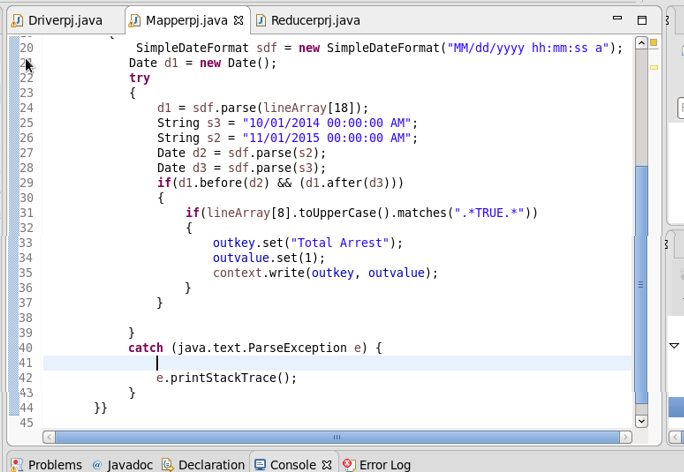 Driverpj.java
Mapperpj.java
Reducerprj.java
20 SimpleDateFormat sdf = new SimpleDateFormat("MM/dd/yyyy hh:mm:ss a");
Date d1 = new Date();
22 try
23 {
24 d1 = sdf.parse(lineArray[18]);
25 String s3 = "10/01/2014 00:00:00 AM";
26 String s2 = "11/01/2015 00:00:00 AM";
27 Date d2 = sdf.parse(s2);
28 Date d3 = sdf.parse(s3);
29 if(d1.before(d2) && (d1.after(d3)))
30 {
31 if(lineArray[8].toUpperCase().matches(".*TRUE.*"))
32 {
33 outkey.set("Total Arrest");
34 outvalue.set(1);
35 context.write(outkey, outvalue);
36 }
37 }
38
39 }
40 catch (java.text.ParseException e) {
41
42 e.printStackTrace();
43 }
44 }}
45
Problems @ Javadoc Declaration Console Error Log